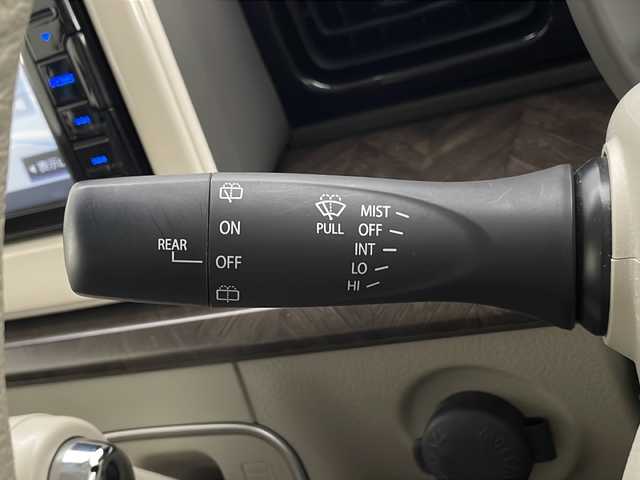 REAR
ON
OFF
PULL
MIST
OFF
INT
LO
HI